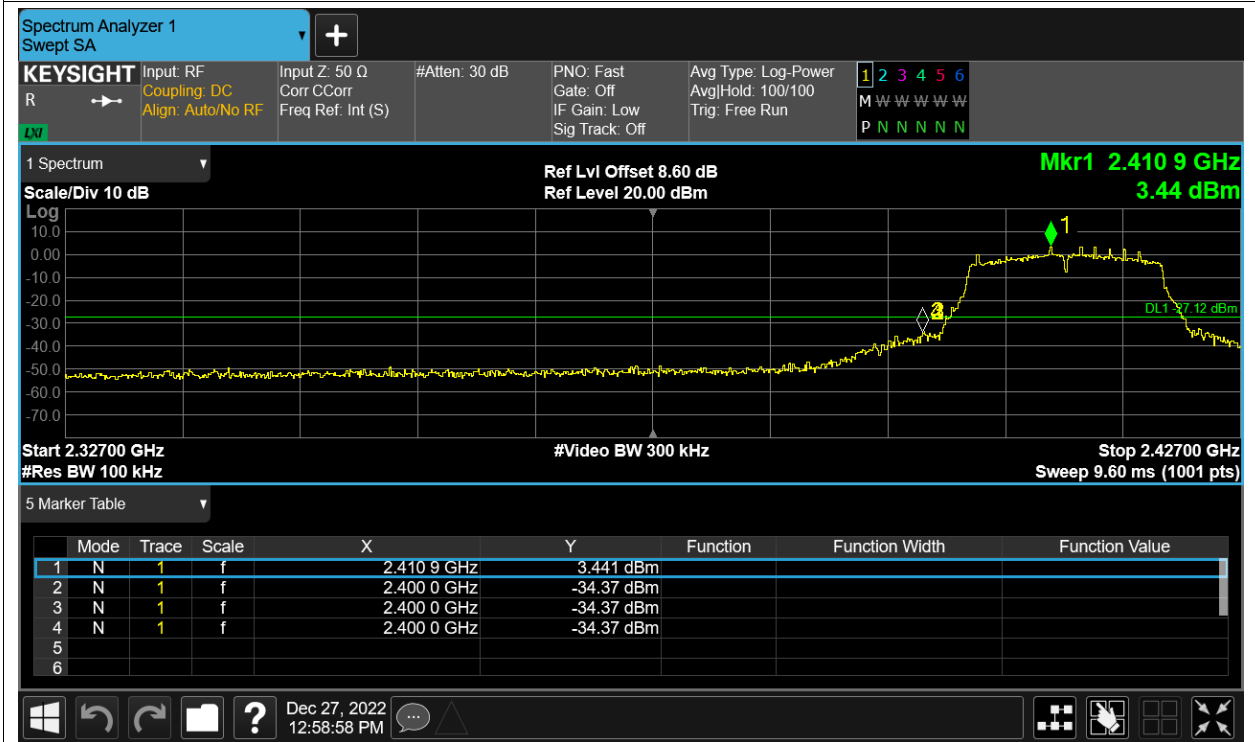 Spectrum Analyzer 1
Swept SA
+
KEYSIGHT
R
LXI
Input: RF
Coupling: DC
Align: Auto/No RF
Input Z: 50 Ω
Corr CCorr
Freq Ref: Int (S)
#Atten: 30 dB
PNO: Fast
Gate: Off
IF Gain: Low
Sig Track: Off
Avg Type: Log-Power
Avg|Hold: 100/100
Trig: Free Run
1 2 3 4 5 6
M W W W W W
P N N N N N
1 Spectrum
Scale/Div 10 dB
Ref Lvl Offset 8.60 dB
Ref Level 20.00 dBm
Mkr1 2.410 9 GHz
3.44 dBm
Log
10.0
0.00
-10.0
-20.0
-30.0
-40.0
-50.0
-60.0
-70.0
1
DL1 -27.12 dBm
Start 2.32700 GHz
#Video BW 300 kHz
Stop 2.42700 GHz
#Res BW 100 kHz
Sweep 9.60 ms (1001 pts)
5 Marker Table
Mode Trace Scale X Y Function Function Width Function Value
1 N 1 f 2.410 9 GHz 3.441 dBm
2 N 1 f 2.400 0 GHz -34.37 dBm
3 N 1 f 2.400 0 GHz -34.37 dBm
4 N 1 f 2.400 0 GHz -34.37 dBm
5
6
?
Dec 27, 2022
12:58:58 PM